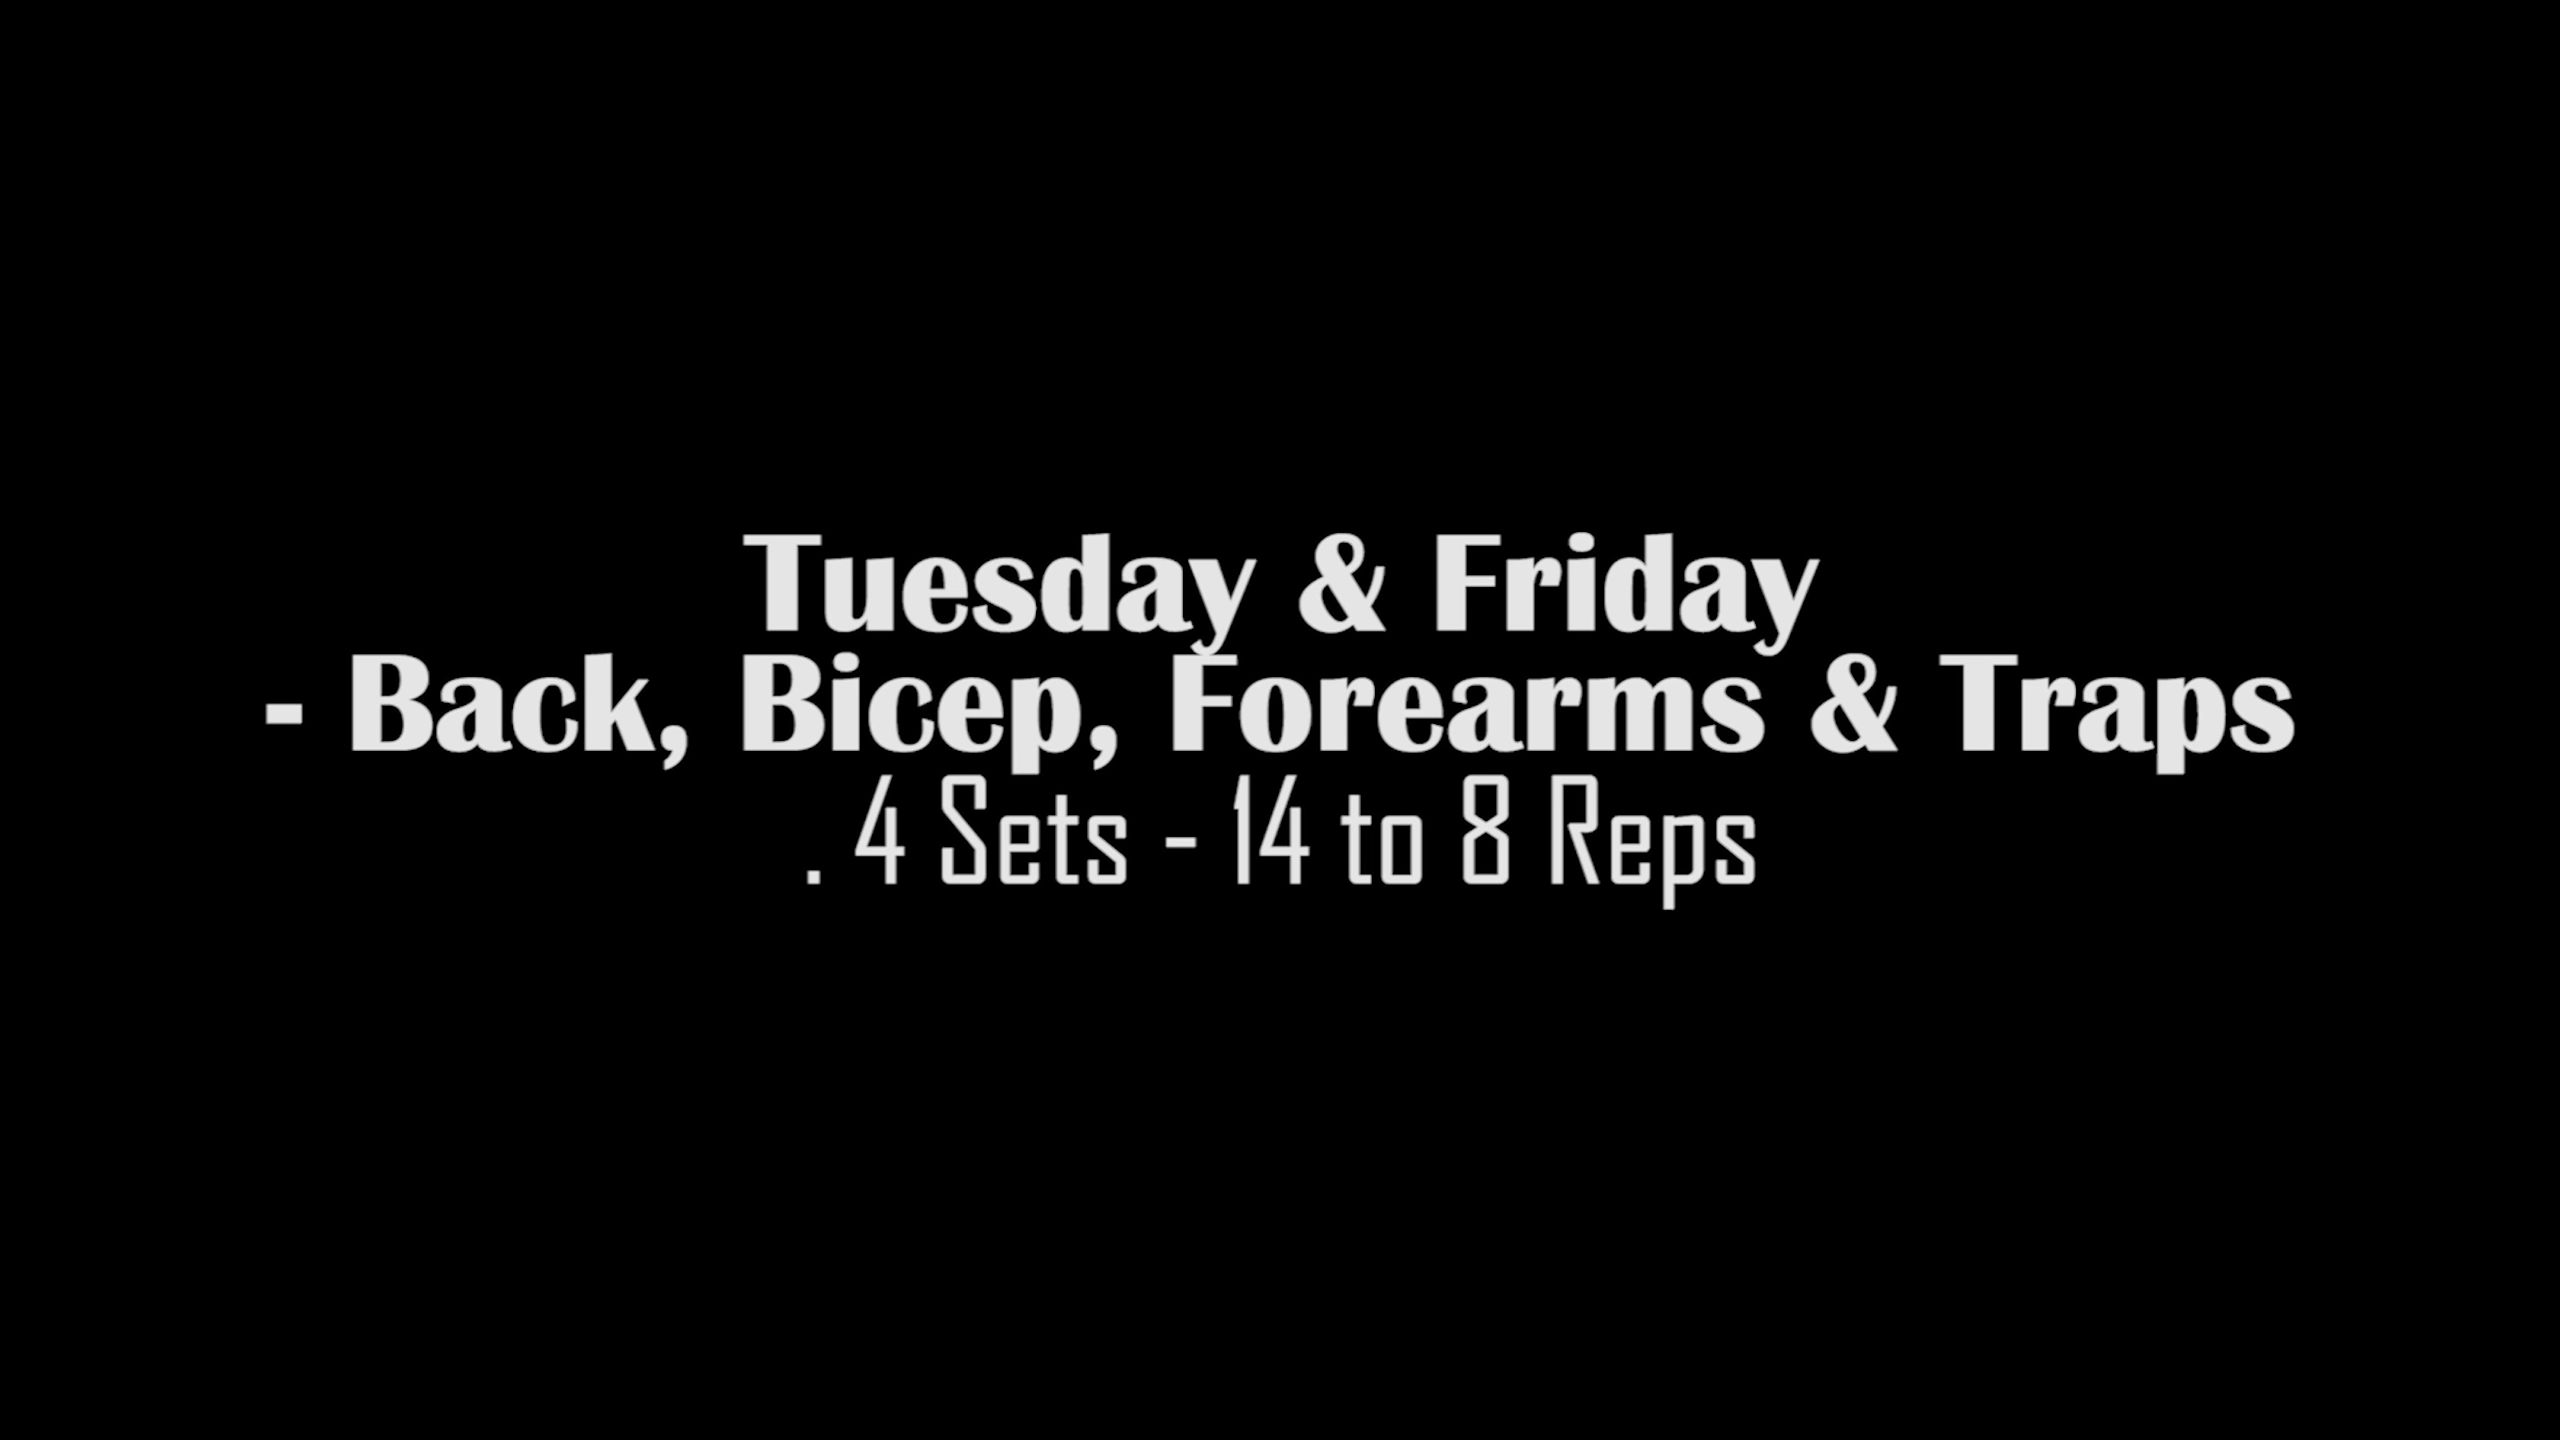 Tuesday & Friday
- Back, Bicep, Forearms & Traps
. 4 Sets - 14 to 8 Reps